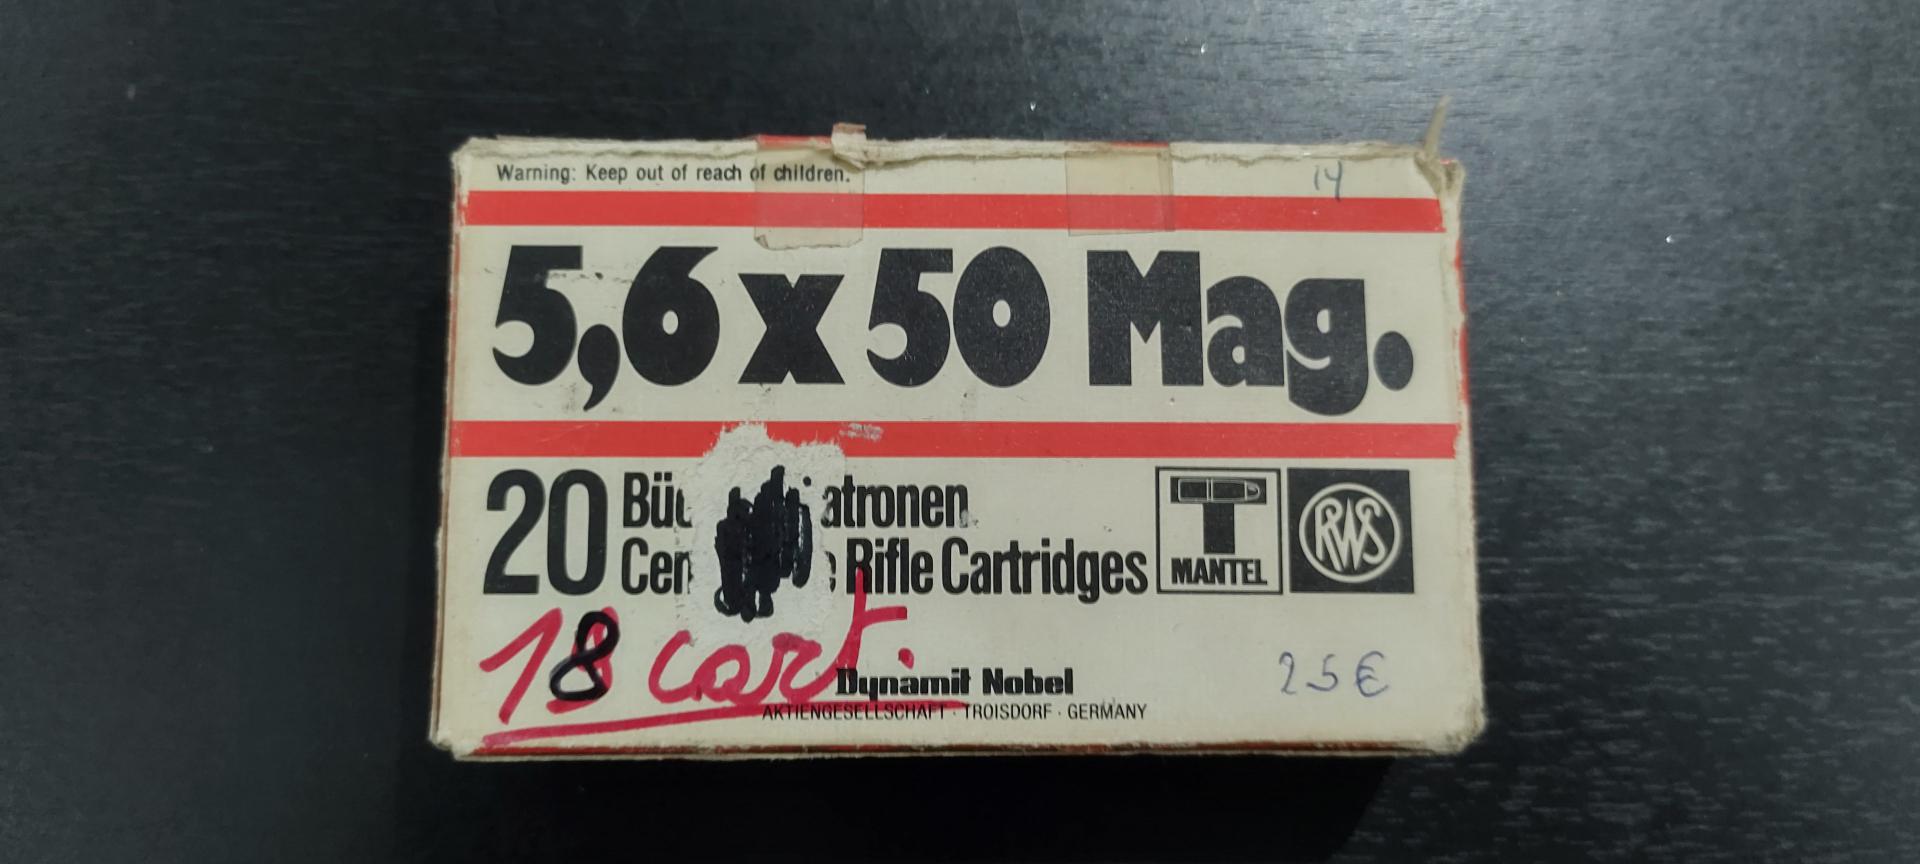 Warning: Keep out of reach of children.
14
5,6 x 50 Mag.
20 Bü atronen
Cen e Rifle Cartridges
T
MANTEL
RWS
18 cart.
Dynamit Nobel
AKTIENGESELLSCHAFT · TROISDORF · GERMANY
25€